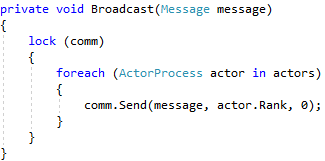 private void Broadcast(Message message)
{
lock (comm)
{
foreach (ActorProcess actor in actors)
{
comm.Send(message, actor.Rank, 0);
}
}
}